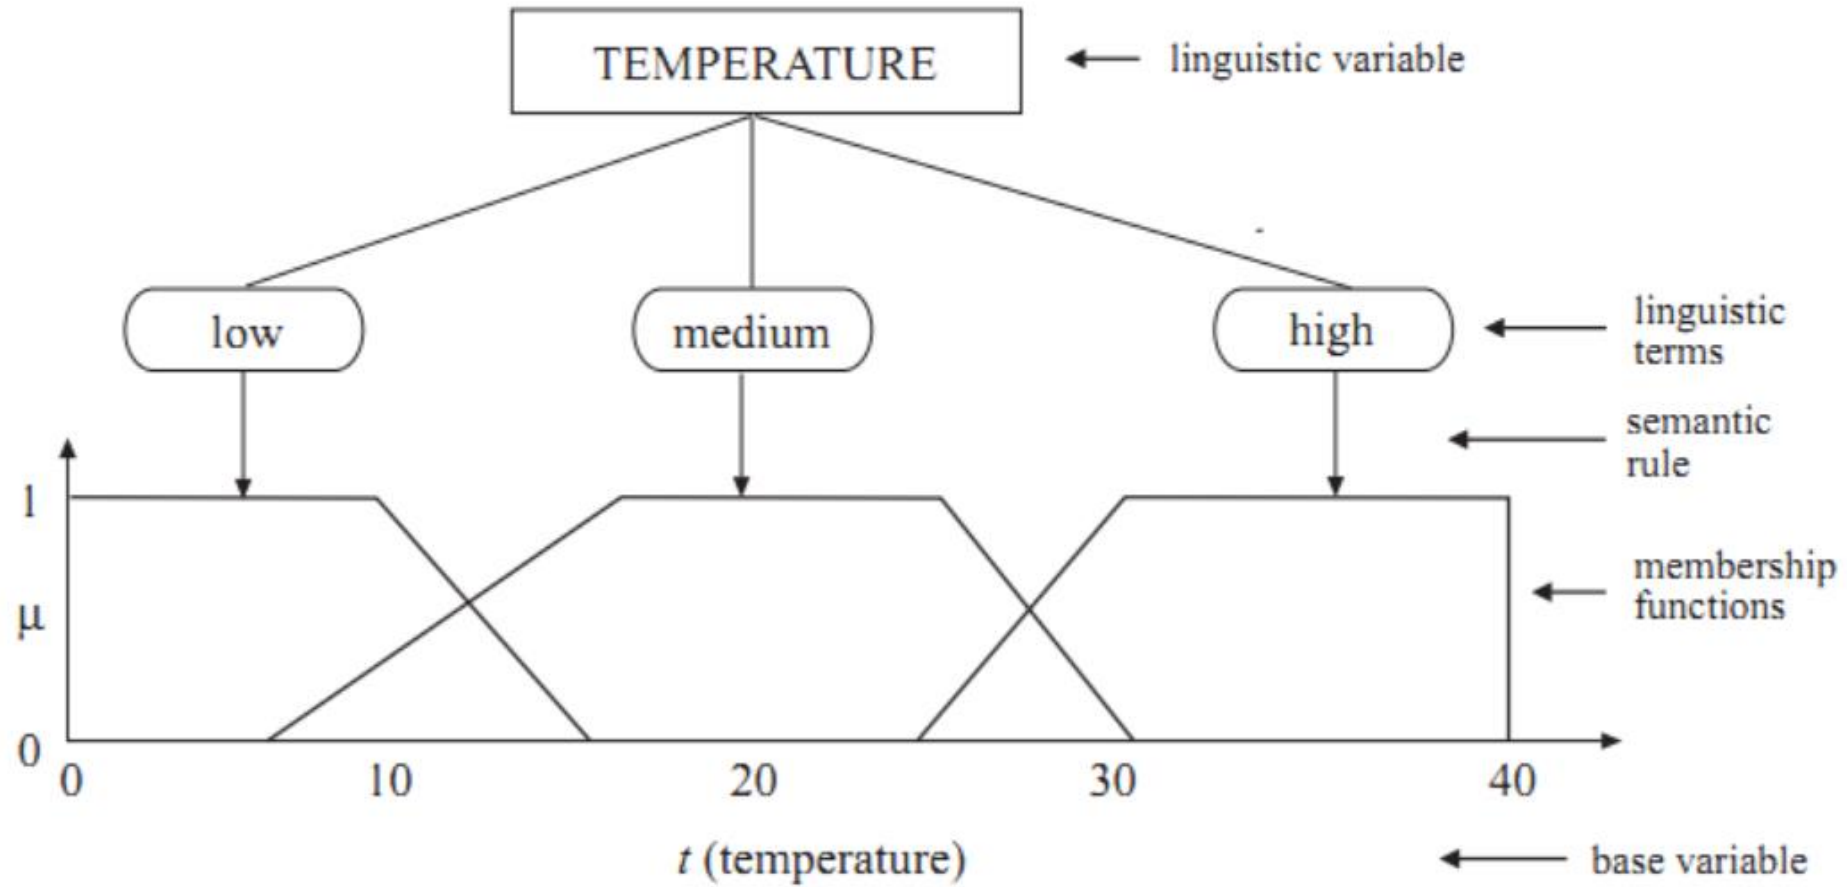 TEMPERATURE
linguistic variable
low
medium
high
linguistic
terms
semantic
rule
1
membership
functions
μ
0
0 10 20 30 40
t (temperature)
base variable